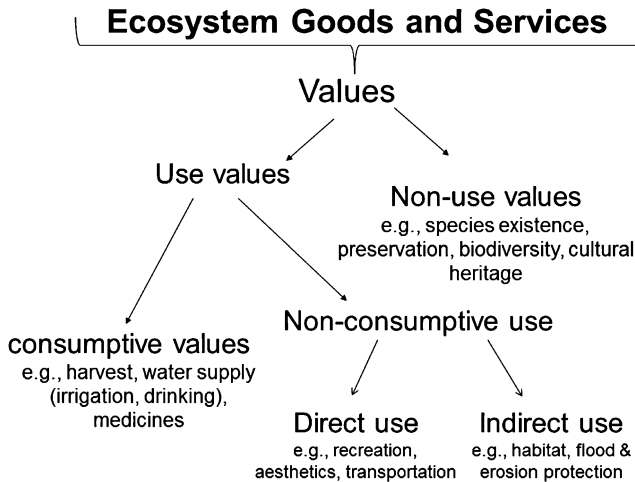 Ecosystem Goods and Services
Values
Use values
Non-use values
e.g., species existence,
preservation, biodiversity, cultural
heritage
consumptive values
e.g., harvest, water supply
(irrigation, drinking),
medicines
Non-consumptive use
Direct use
e.g., recreation,
aesthetics, transportation
Indirect use
e.g., habitat, flood &
erosion protection